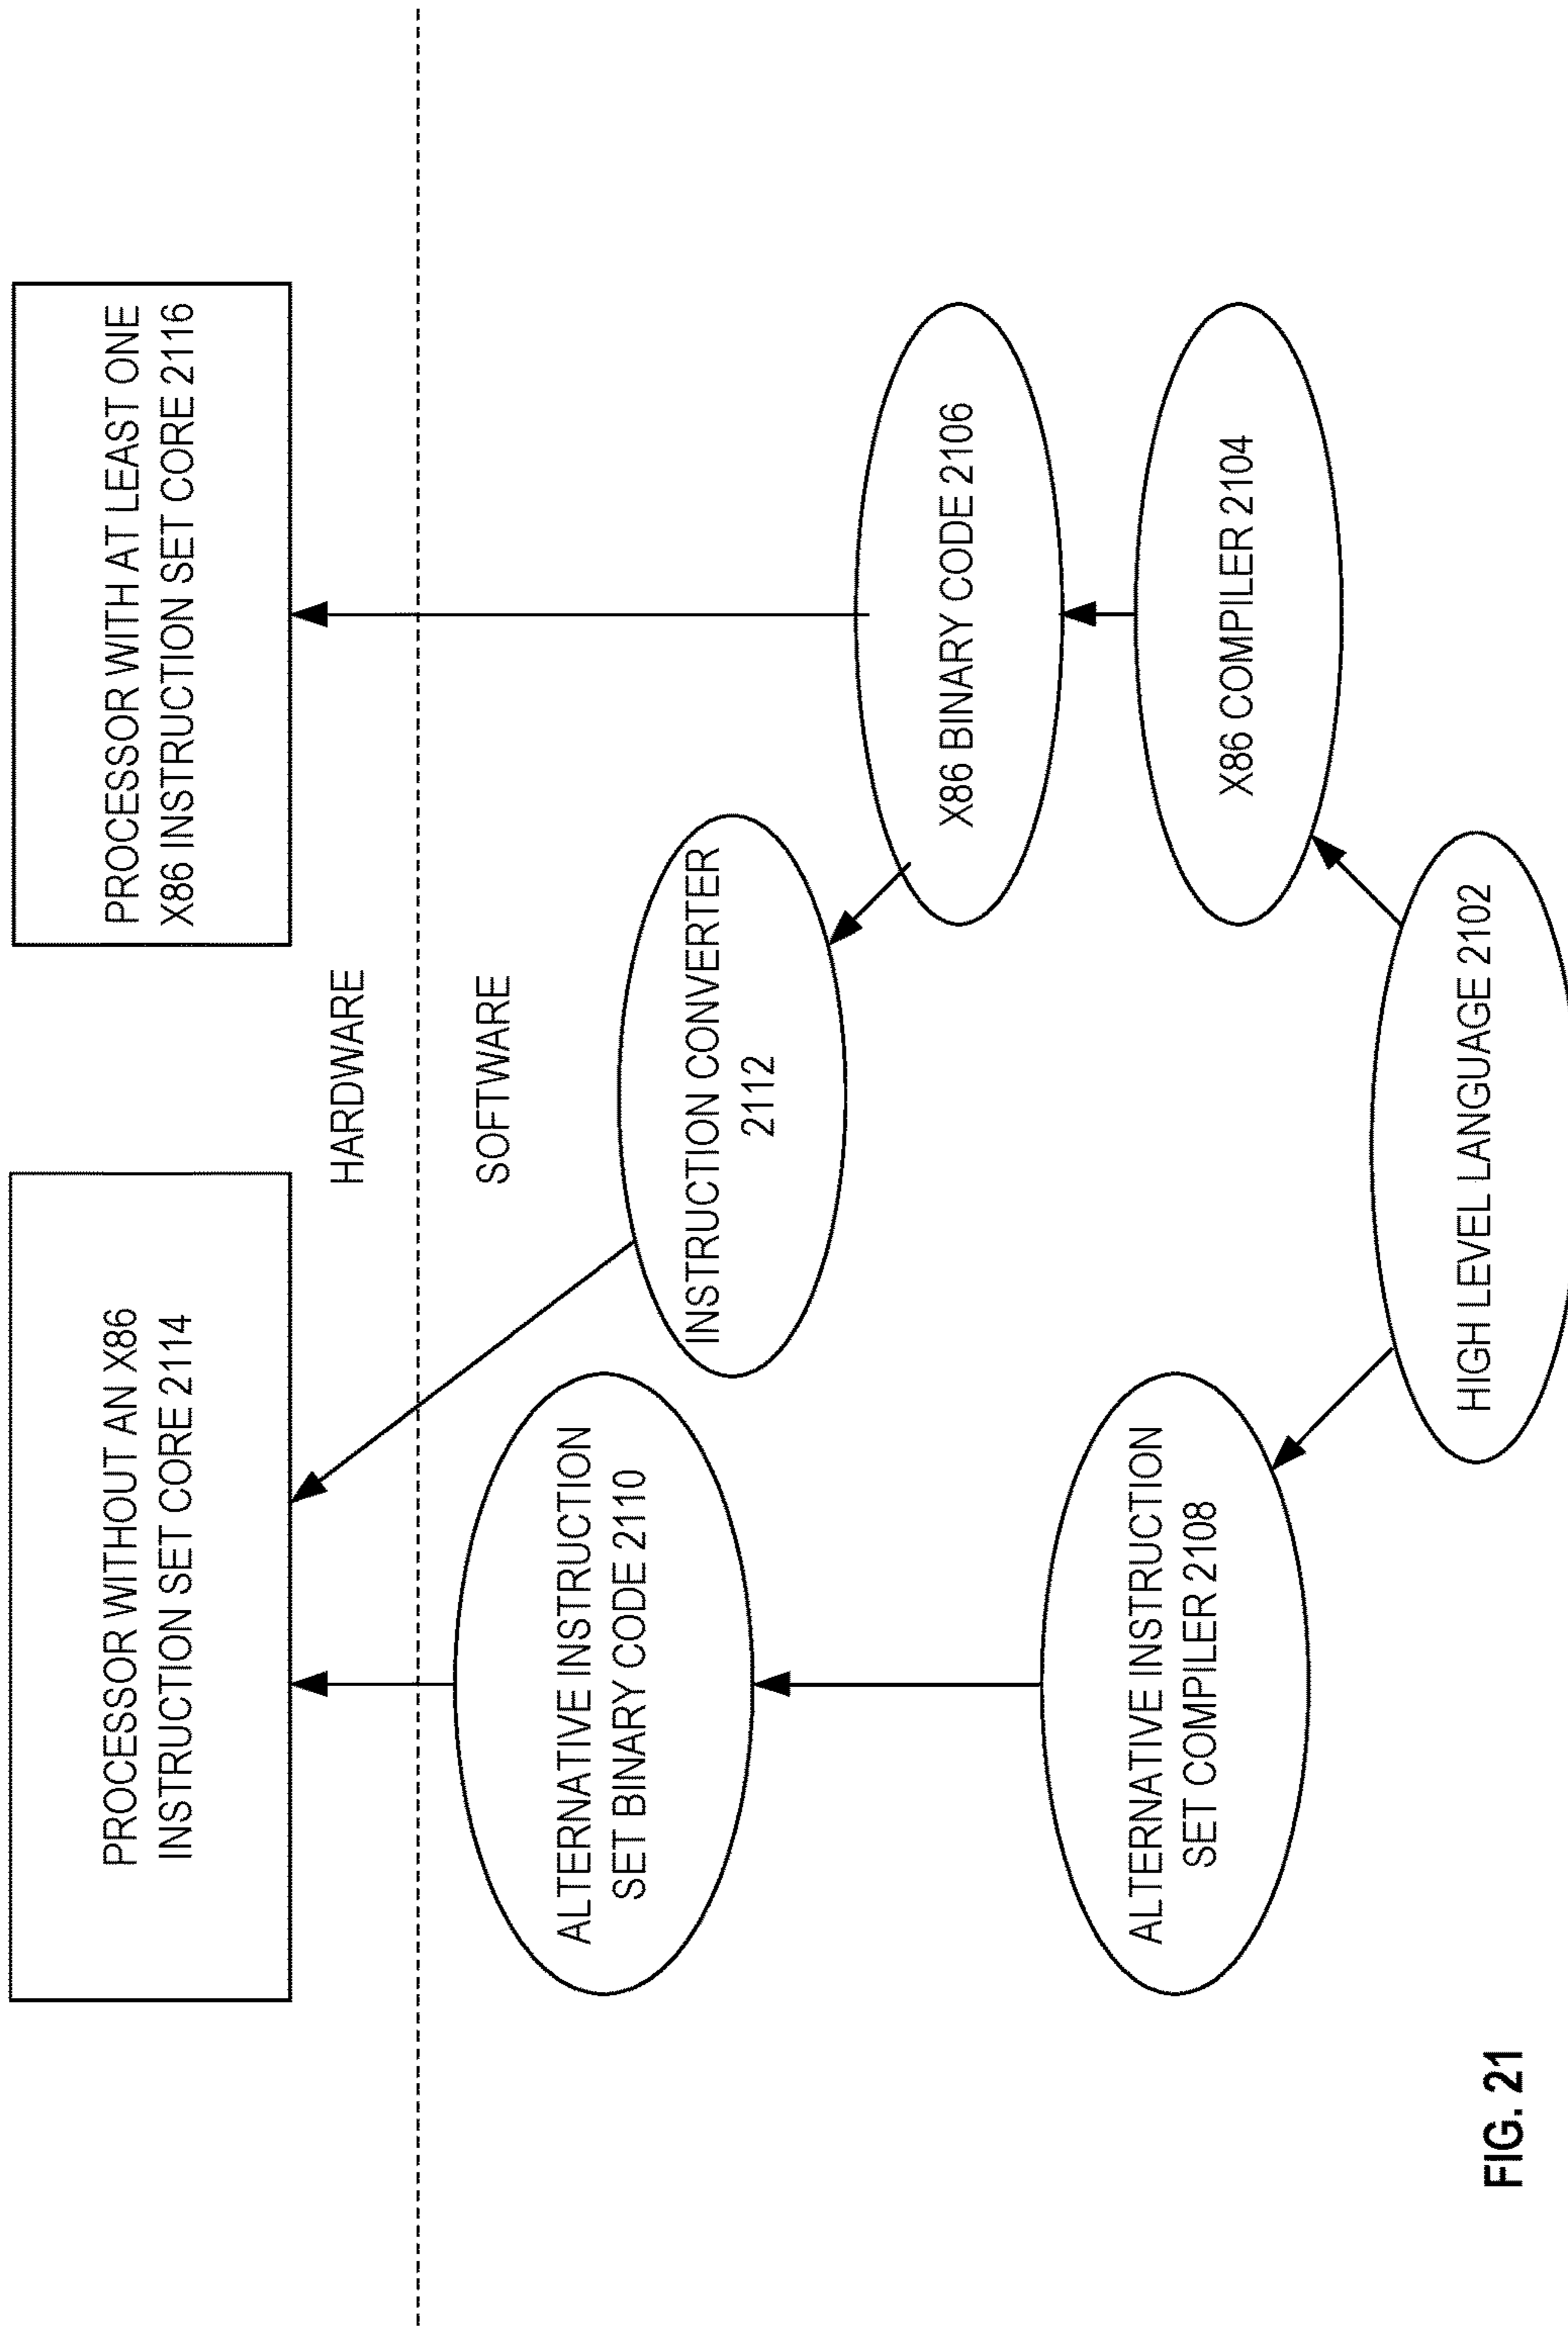 PROCESSOR WITHOUT AN X86
INSTRUCTION SET CORE 2114
PROCESSOR WITH AT LEAST ONE
X86 INSTRUCTION SET CORE 2116
HARDWARE
SOFTWARE
ALTERNATIVE INSTRUCTION
SET BINARY CODE 2110
INSTRUCTION CONVERTER
2112
X86 BINARY CODE 2106
ALTERNATIVE INSTRUCTION
SET COMPILER 2108
X86 COMPILER 2104
HIGH LEVEL LANGUAGE 2102
FIG. 21